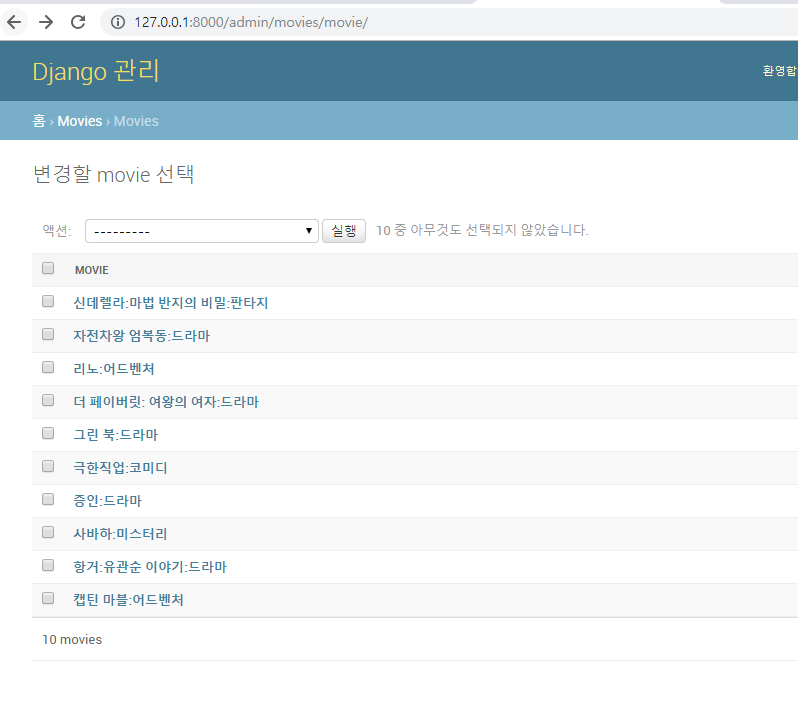 127.0.0.1:8000/admin/movies/movie/
Django 관리
환영합
홈 › Movies › Movies
변경할 movie 선택
액션: --------- 실행 10 중 아무것도 선택되지 않았습니다.
MOVIE
신데렐라:마법 반지의 비밀:판타지
자전차왕 엄복동:드라마
리노:어드벤처
더 페이버릿: 여왕의 여자:드라마
그린 북:드라마
극한직업:코미디
증인:드라마
사바하:미스터리
항거:유관순 이야기:드라마
캡틴 마블:어드벤처
10 movies